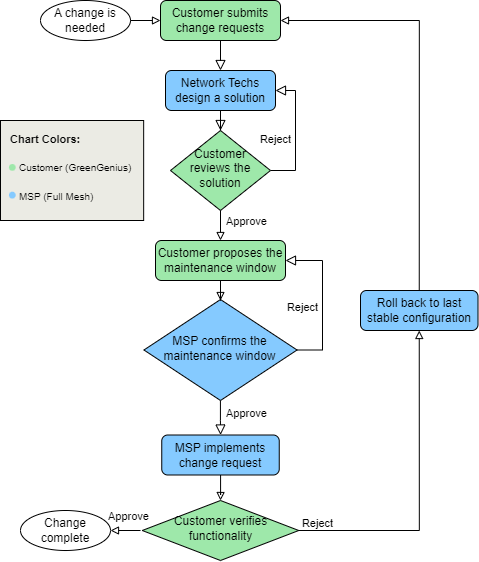 A change is
needed
Customer submits
change requests
Network Techs
design a solution
Chart Colors:
Customer (GreenGenius)
MSP (Full Mesh)
Reject
Customer
reviews the
solution
Approve
Customer proposes the
maintenance window
Reject
Roll back to last
stable configuration
MSP confirms the
maintenance window
Approve
MSP implements
change request
Approve
Change
complete
Customer verifies
functionality
Reject